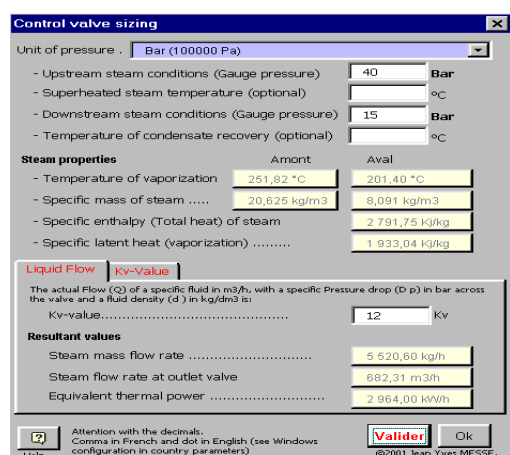 Control valve sizing
Unit of pressure . Bar (100000 Pa)
- Upstream steam conditions (Gauge pressure) 40 Bar
- Superheated steam temperature (optional) °C
- Downstream steam conditions (Gauge pressure) 15 Bar
- Temperature of condensate recovery (optional) °C
Steam properties Amont Aval
- Temperature of vaporization 251,82 °C 201,40 °C
- Specific mass of steam ..... 20,625 kg/m3 8,091 kg/m3
- Specific enthalpy (Total heat) of steam 2 791,75 Kj/kg
- Specific latent heat (vaporization) ......... 1 933,04 Kj/kg
Liquid Flow Kv-Value
The actual Flow (Q) of a specific fluid in m3/h, with a specific Pressure drop (D p) in bar across
the valve and a fluid density (d ) in kg/dm3 is:
Kv-value............................................ 12 Kv
Resultant values
Steam mass flow rate ........................... 5 520,60 kg/h
Steam flow rate at outlet valve 682,31 m3/h
Equivalent thermal power ...................... 2 964,00 kW/h
Attention with the decimals.
Comma in French and dot in English (see Windows
configuration in country parameters)
Help
Valider Ok
©2001 Jean Yves MESSE.